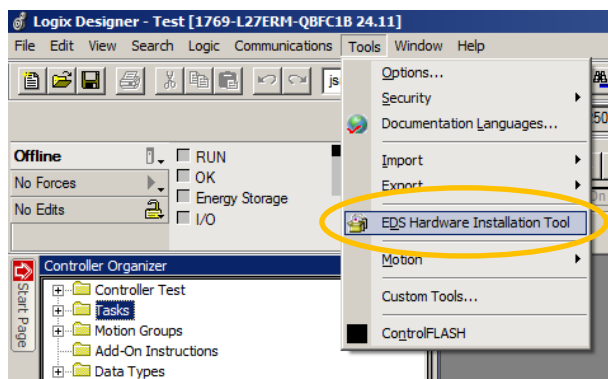 Logix Designer - Test [1769-L27ERM-QBFC1B 24.11]
File Edit View Search Logic Communications Tools Window Help
js
Options...
Security
Documentation Languages...
50
Offline
RUN
Import
No Forces
OK
Export
Energy Storage
No Edits
I/O
EDS Hardware Installation Tool
Controller Organizer
Motion
Start Page
Controller Test
Tasks
Custom Tools...
Motion Groups
Add-On Instructions
ControlFLASH
Data Types